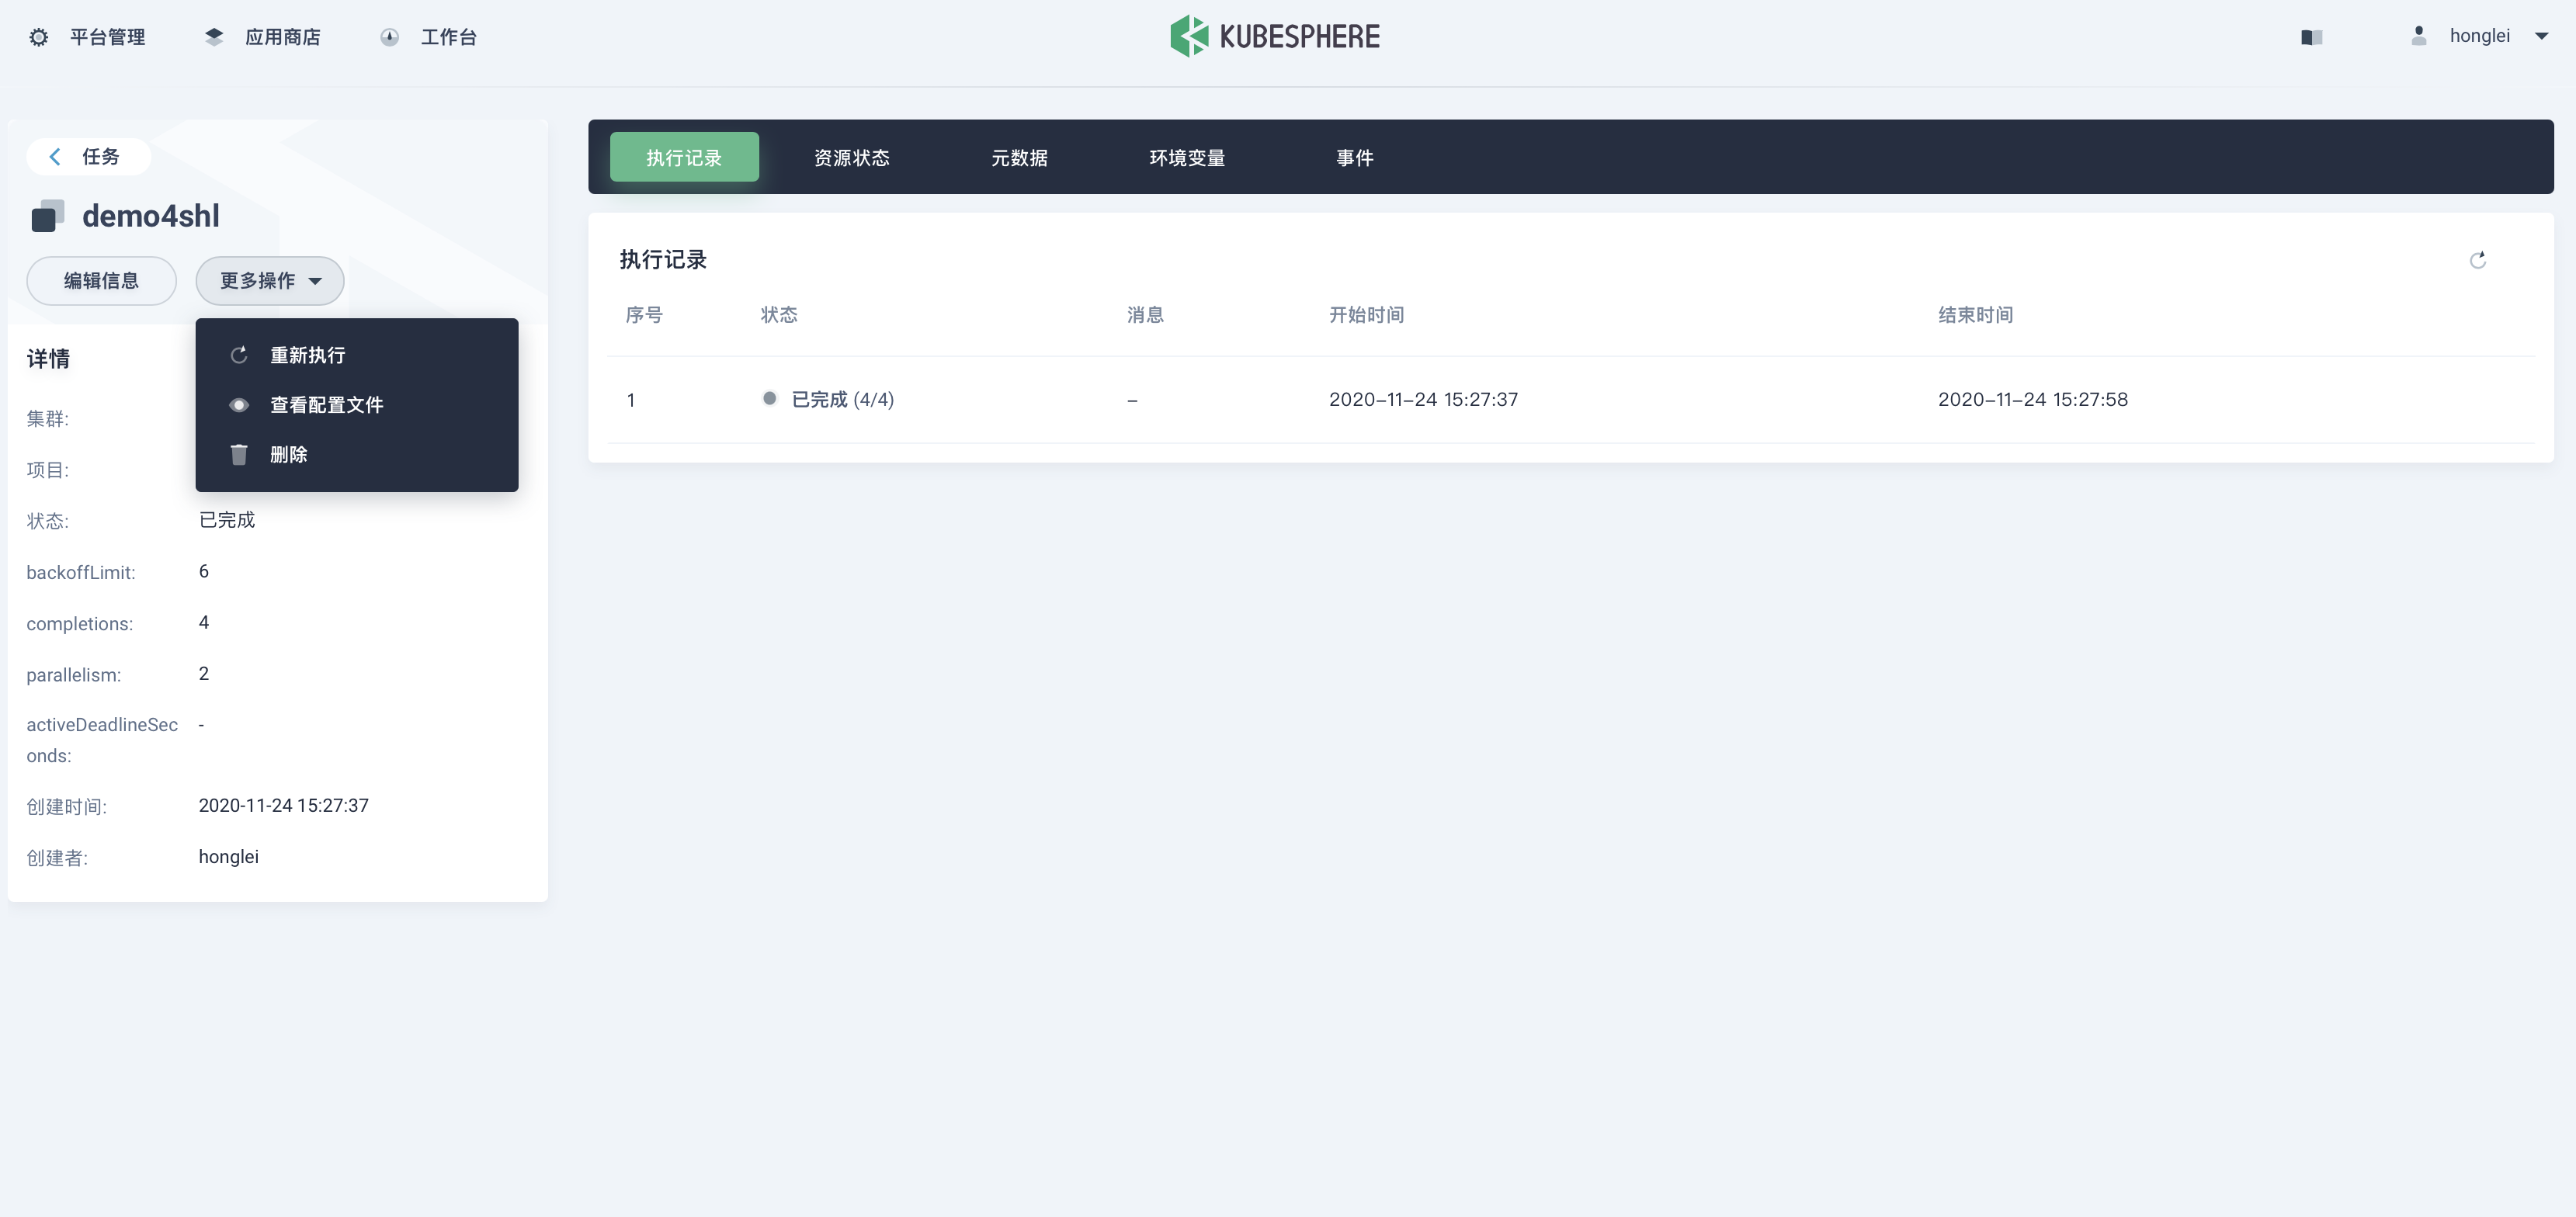 平台管理
应用商店
工作台
KUBESPHERE
honglei
任务
demo4shl
编辑信息
更多操作
重新执行
查看配置文件
删除
详情
集群:
项目:
状态: 已完成
backoffLimit: 6
completions: 4
parallelism: 2
activeDeadlineSec -
onds:
创建时间: 2020-11-24 15:27:37
创建者: honglei
执行记录 资源状态 元数据 环境变量 事件
执行记录
序号 状态 消息 开始时间 结束时间
1 已完成 (4/4) – 2020–11–24 15:27:37 2020–11–24 15:27:58